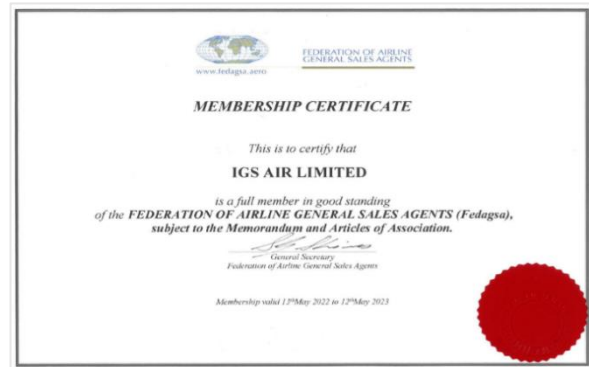 www.fedagsa.aero
FEDERATION OF AIRLINE
GENERAL SALES AGENTS
MEMBERSHIP CERTIFICATE
This is to certify that
IGS AIR LIMITED
is a full member in good standing
of the FEDERATION OF AIRLINE GENERAL SALES AGENTS (Fedagsa),
subject to the Memorandum and Articles of Association.
General Secretary
Federation of Airline General Sales Agents
Membership valid 12thMay 2022 to 12thMay 2023